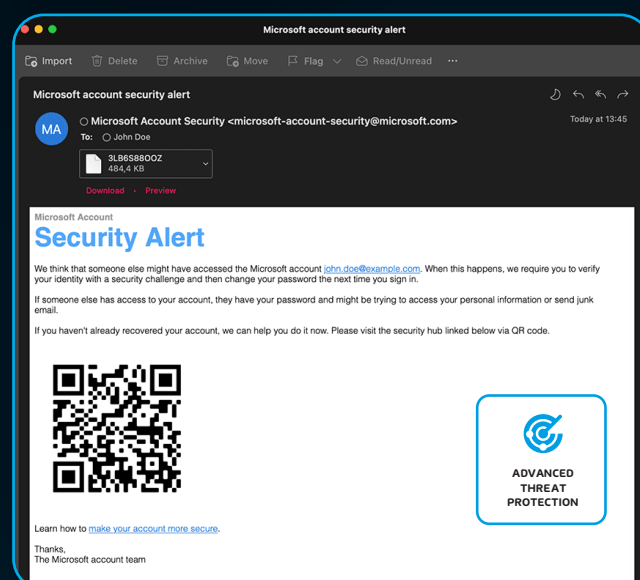 Microsoft account security alert
Import Delete Archive Move Flag Read/Unread ...
Microsoft account security alert
MA
Microsoft Account Security <microsoft-account-security@microsoft.com>
Today at 13:45
To: John Doe
3LB6S88OOZ
484,4 KB
Download • Preview
Microsoft Account
Security Alert
We think that someone else might have accessed the Microsoft account john.doe@example.com. When this happens, we require you to verify
your identity with a security challenge and then change your password the next time you sign in.
If someone else has access to your account, they have your password and might be trying to access your personal information or send junk
email.
If you haven't already recovered your account, we can help you do it now. Please visit the security hub linked below via QR code.
ADVANCED
THREAT
PROTECTION
Learn how to make your account more secure.
Thanks,
The Microsoft account team